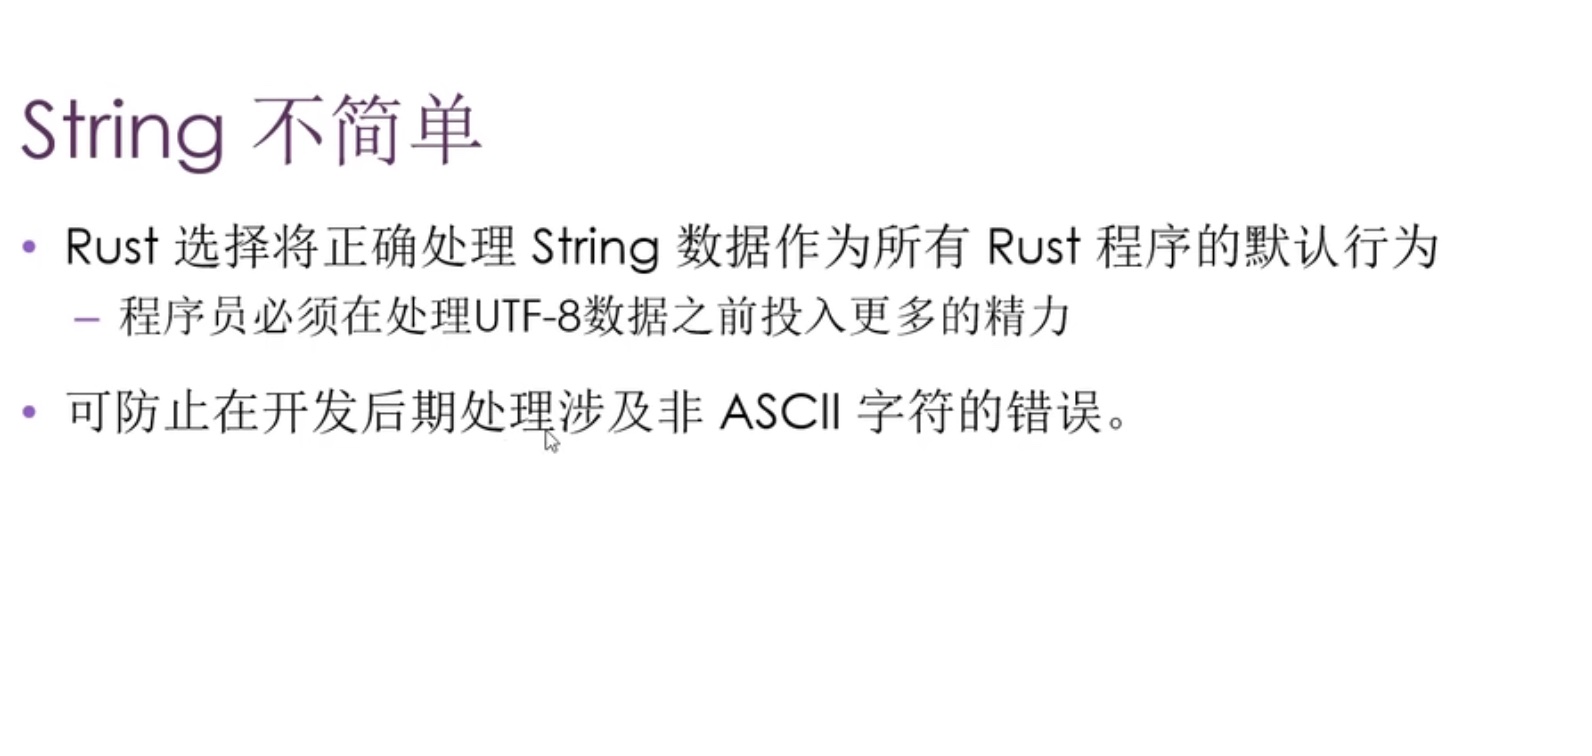 String 不简单
• Rust 选择将正确处理 String 数据作为所有 Rust 程序的默认行为
– 程序员必须在处理UTF-8数据之前投入更多的精力
• 可防止在开发后期处理涉及非 ASCII 字符的错误。